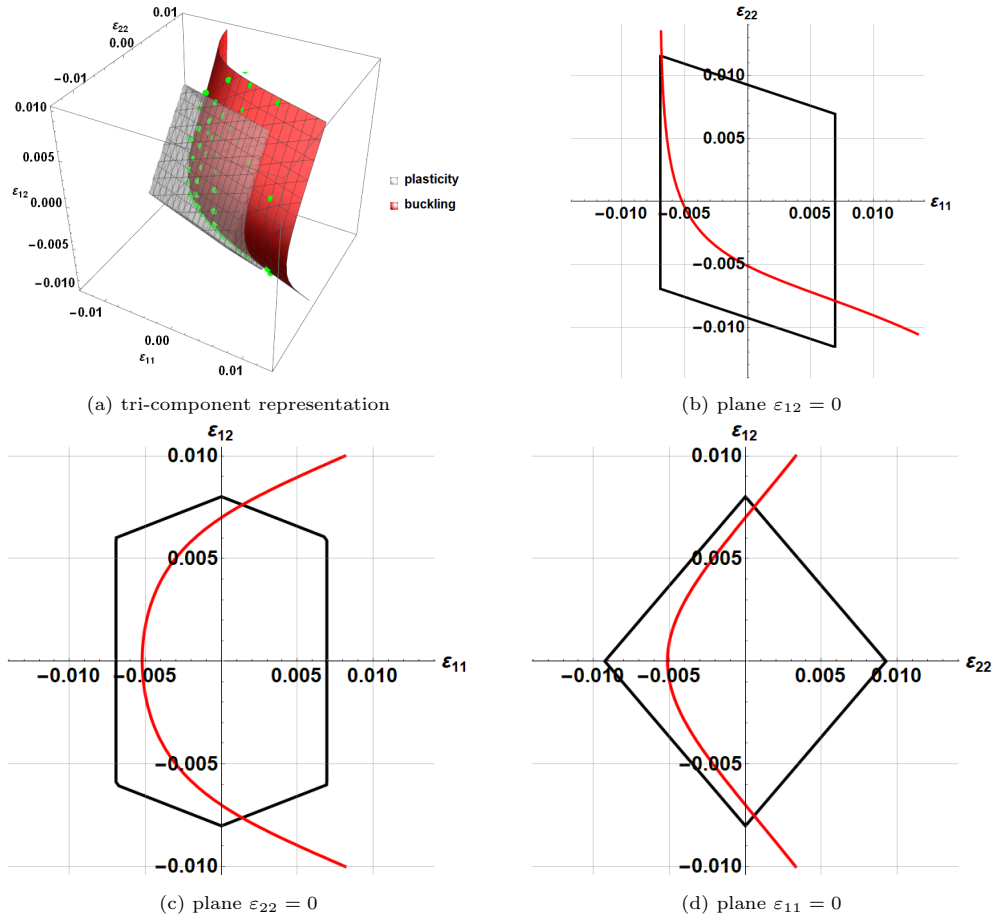 0.01
ε22
0.00
−0.01
0.010
0.005
ε12
0.000
−0.005
−0.010
−0.01
0.00
0.01
ε11
plasticity
buckling
(a) tri-component representation
ε22
0.010
0.005
−0.010 −0.005 0.005 0.010 ε11
−0.005
−0.010
(b) plane ε12 = 0
ε12
0.010
0.005
−0.010 −0.005 0.005 0.010 ε11
−0.005
−0.010
(c) plane ε22 = 0
ε12
0.010
0.005
−0.010 −0.005 0.005 0.010 ε22
−0.005
−0.010
(d) plane ε11 = 0